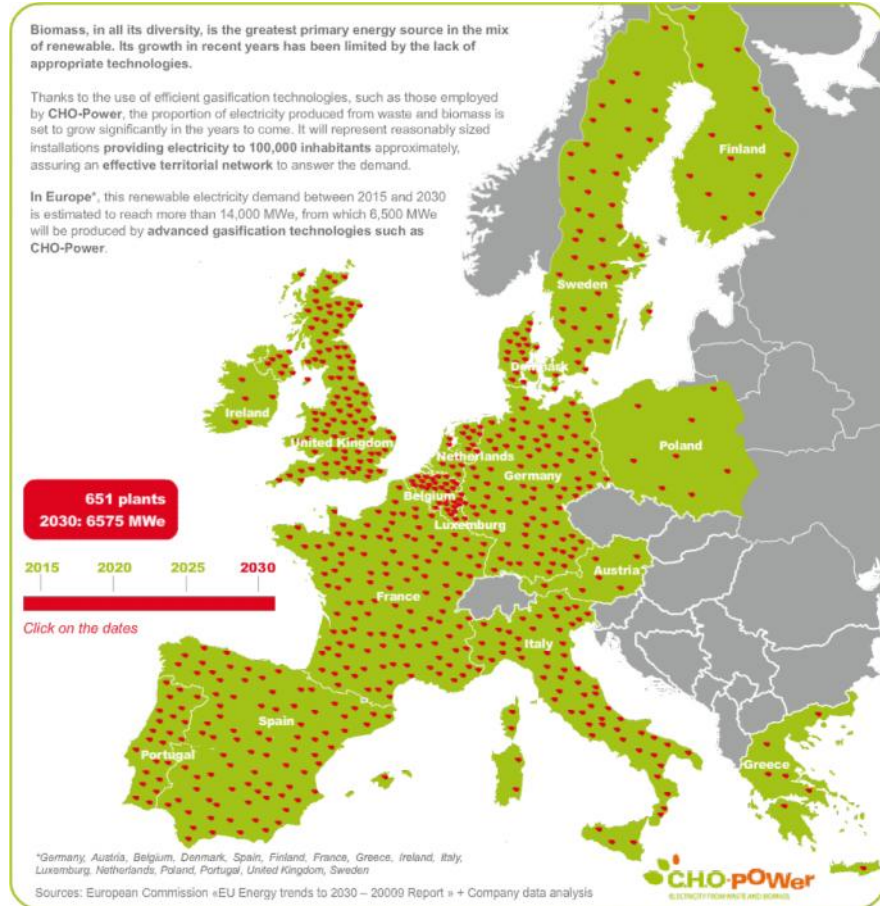 Biomass, in all its diversity, is the greatest primary energy source in the mix
of renewable. Its growth in recent years has been limited by the lack of
appropriate technologies.
Thanks to the use of efficient gasification technologies, such as those employed
by CHO-Power, the proportion of electricity produced from waste and biomass is
set to grow significantly in the years to come. It will represent reasonably sized
installations providing electricity to 100,000 inhabitants approximately,
assuring an effective territorial network to answer the demand.
In Europe*, this renewable electricity demand between 2015 and 2030
is estimated to reach more than 14,000 MWe, from which 6,500 MWe
will be produced by advanced gasification technologies such as
CHO-Power.
Finland
Sweden
Denmark
Ireland
United Kingdom
Netherlands
Poland
Germany
Belgium
Luxemburg
651 plants
2030: 6575 MWe
2015 2020 2025 2030
Click on the dates
Austria
France
Italy
Spain
Portugal
Greece
*Germany, Austria, Belgium, Denmark, Spain, Finland, France, Greece, Ireland, Italy,
Luxemburg, Netherlands, Poland, Portugal, United Kingdom, Sweden
Sources: European Commission «EU Energy trends to 2030 – 20009 Report » + Company data analysis
C.H.O-POWer
ELECTRICITY FROM WASTE AND BIOMASS